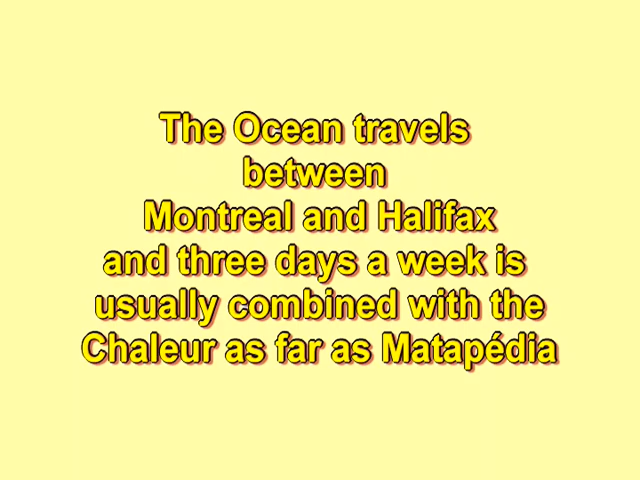 The Ocean travels
between
Montreal and Halifax
and three days a week is
usually combined with the
Chaleur as far as Matapédia